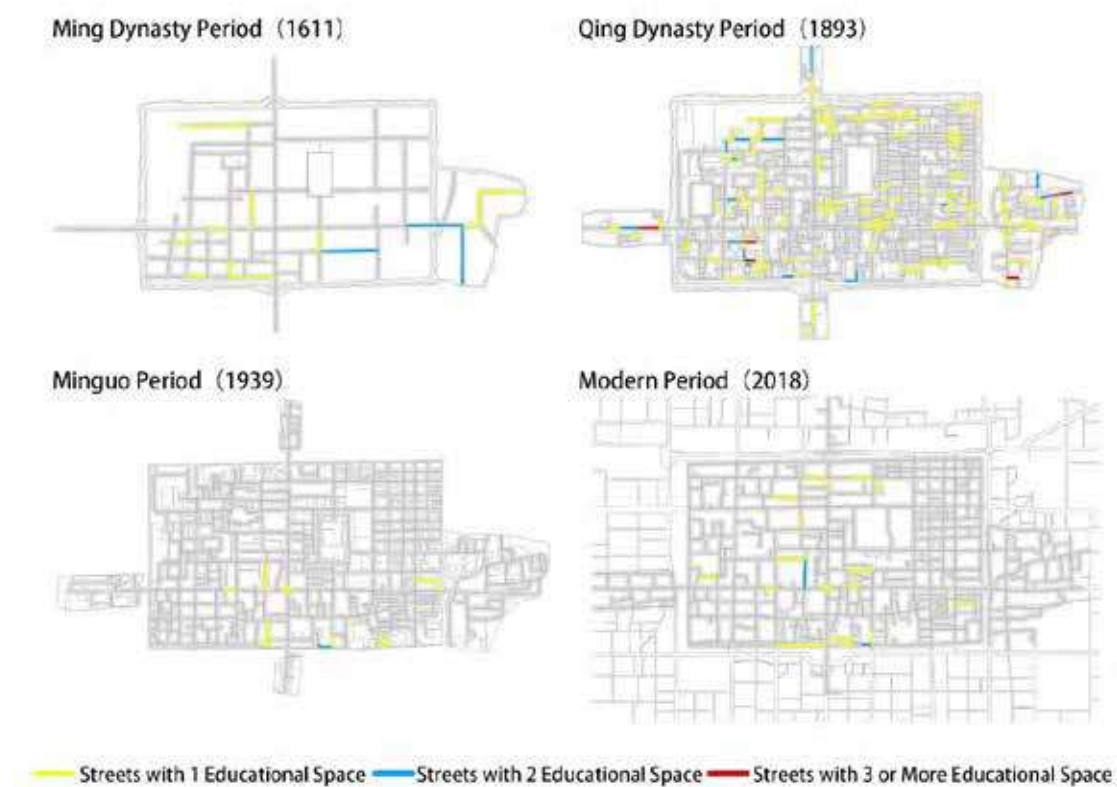 Ming Dynasty Period（1611）
Qing Dynasty Period（1893）
Minguo Period（1939）
Modern Period（2018）
Streets with 1 Educational Space
Streets with 2 Educational Space
Streets with 3 or More Educational Space